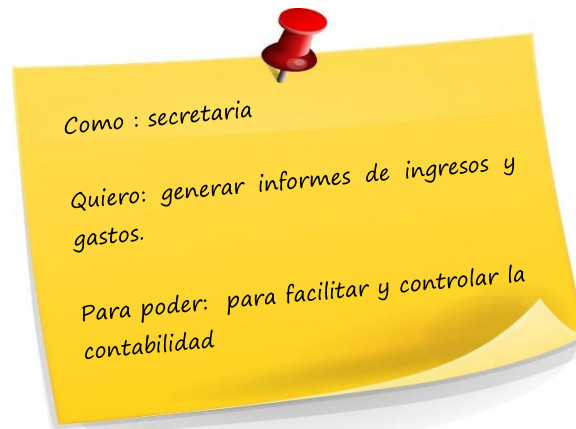 Como : secretaria
Quiero: generar informes de ingresos y
gastos.
Para poder: para facilitar y controlar la
contabilidad